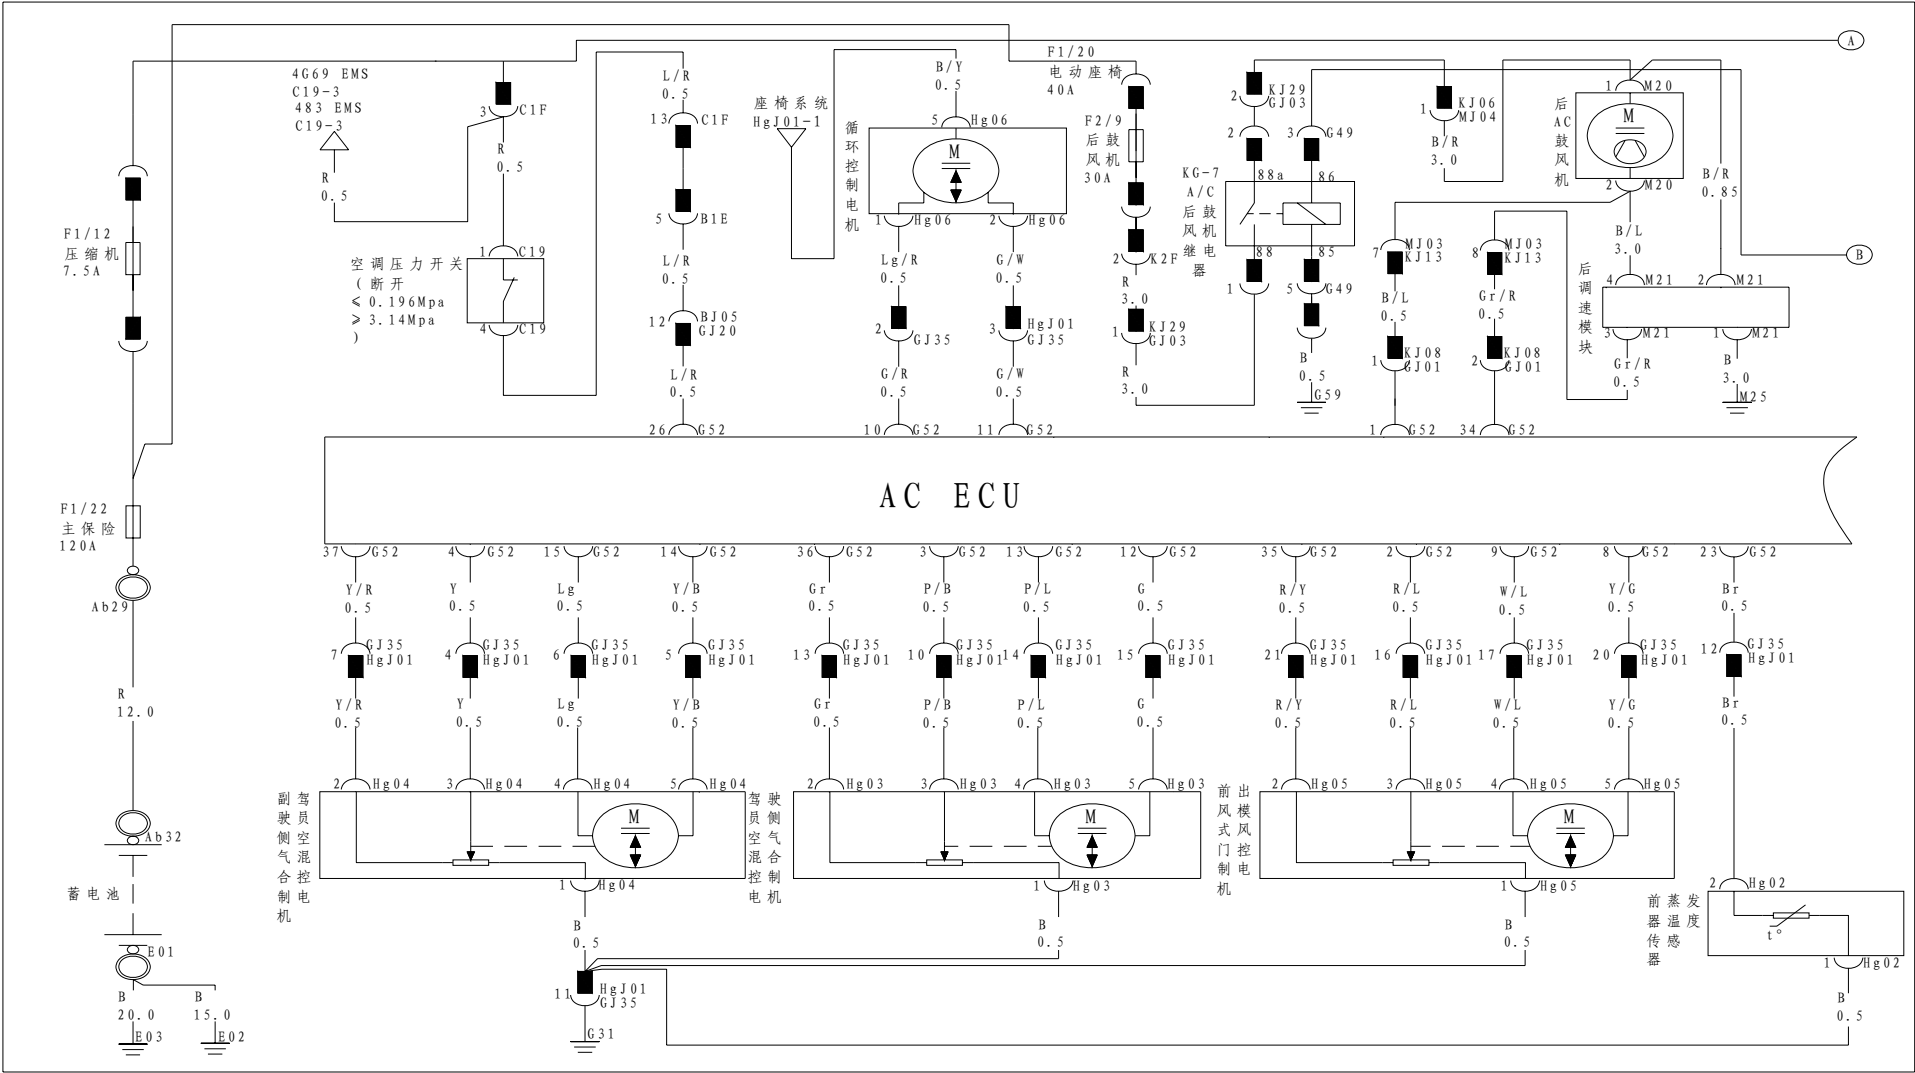 A
4G69 EMS
C19-3
483 EMS
C19-3
R
0.5
3
C1F
R
0.5
L/R
0.5
13
C1F
5
B1E
L/R
0.5
12
BJ05
GJ20
L/R
0.5
26
G52
座椅系统
HgJ01-1
B/Y
0.5
5
Hg06
循环控制电机
M
1
Hg06
2
Hg06
Lg/R
0.5
G/W
0.5
2
GJ35
3
HgJ01
GJ35
G/R
0.5
G/W
0.5
10
G52
11
G52
F1/20
电动座椅
40A
F2/9
后鼓
风机
30A
2
K2F
R
3.0
1
KJ29
GJ03
R
3.0
2
KJ29
GJ03
2
3
G49
KG-7
A/C
后鼓
风机
继电
器
88a
86
88
85
1
5
G49
B
0.5
G59
1
KJ06
MJ04
B/R
3.0
1
M20
后AC鼓风机
M
2
M20
B/R
0.85
B/L
3.0
B
7
MJ03
KJ13
8
MJ03
KJ13
B/L
0.5
Gr/R
0.5
1
KJ08
GJ01
2
KJ08
GJ01
1
G52
34
G52
后调速模块
4
M21
2
M21
3
M21
1
M21
Gr/R
0.5
B
3.0
M25
F1/12
压缩机
7.5A
空调压力开关
(断开
≤0.196Mpa
≥3.14Mpa
)
1
C19
4
C19
AC ECU
F1/22
主保险
120A
Ab29
R
12.0
Ab32
蓄电池
E01
B
20.0
B
15.0
E03
E02
37
G52
4
G52
15
G52
14
G52
36
G52
3
G52
13
G52
12
G52
35
G52
2
G52
9
G52
8
G52
23
G52
Y/R
0.5
Y
0.5
Lg
0.5
Y/B
0.5
Gr
0.5
P/B
0.5
P/L
0.5
G
0.5
R/Y
0.5
R/L
0.5
W/L
0.5
Y/G
0.5
Br
0.5
7
GJ35
HgJ01
4
GJ35
HgJ01
6
GJ35
HgJ01
5
GJ35
HgJ01
13
GJ35
HgJ01
10
GJ35
HgJ01
14
GJ35
HgJ01
15
GJ35
HgJ01
21
GJ35
HgJ01
16
GJ35
HgJ01
17
GJ35
HgJ01
20
GJ35
HgJ01
12
GJ35
HgJ01
Y/R
0.5
Y
0.5
Lg
0.5
Y/B
0.5
Gr
0.5
P/B
0.5
P/L
0.5
G
0.5
R/Y
0.5
R/L
0.5
W/L
0.5
Y/G
0.5
Br
0.5
2
Hg04
3
Hg04
4
Hg04
5
Hg04
2
Hg03
3
Hg03
4
Hg03
5
Hg03
2
Hg05
3
Hg05
4
Hg05
5
Hg05
副驾
驶员
侧空
气混
合控
制电
机
M
1
Hg04
驾驶
员侧
空气
混合
控制
电机
M
1
Hg03
前出
风模
式风
门控
制电
机
M
1
Hg05
B
0.5
B
0.5
B
0.5
11
HgJ01
GJ35
G31
2
Hg02
前蒸发
器温度
传感
器
t°
1
Hg02
B
0.5